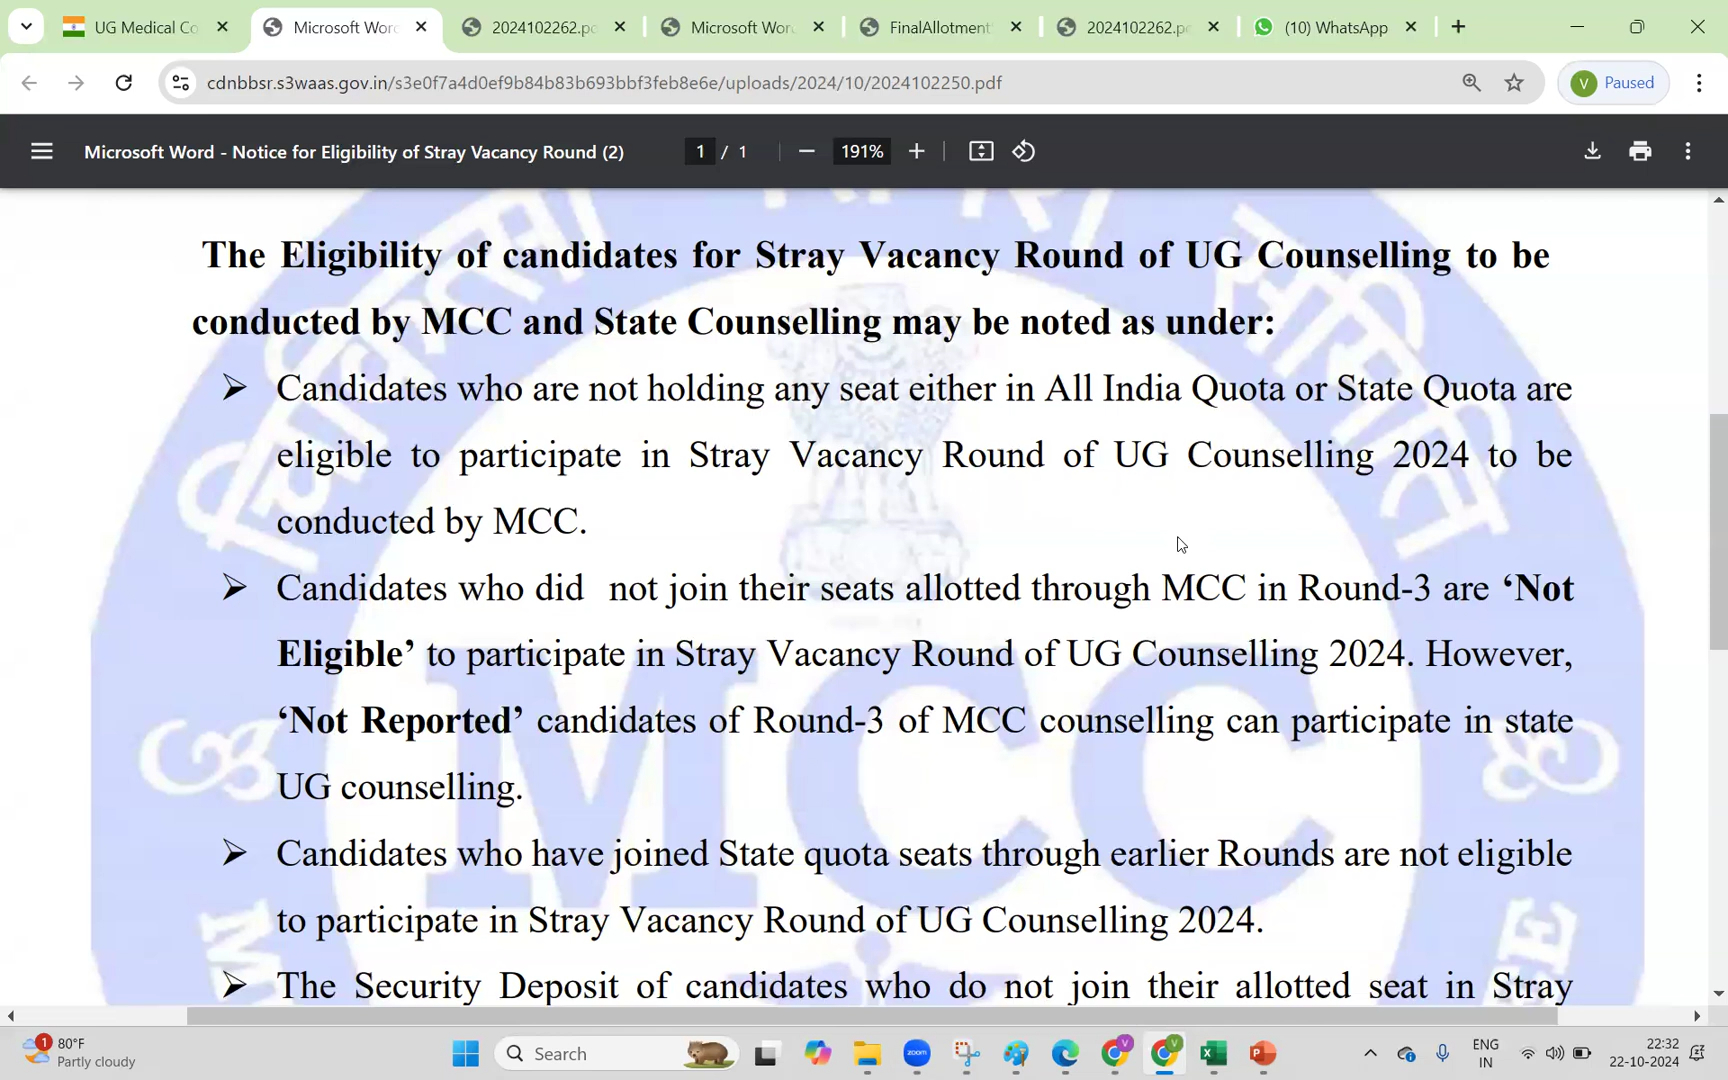 UG Medical Co
Microsoft Wor
2024102262.p
Microsoft Wor
FinalAllotment
2024102262.p
(10) WhatsApp
cdnbbsr.s3waas.gov.in/s3e0f7a4d0ef9b84b83b693bbf3feb8e6e/uploads/2024/10/2024102250.pdf
V Paused
Microsoft Word - Notice for Eligibility of Stray Vacancy Round (2)
1 / 1
191%
The Eligibility of candidates for Stray Vacancy Round of UG Counselling to be
conducted by MCC and State Counselling may be noted as under:
➢ Candidates who are not holding any seat either in All India Quota or State Quota are
eligible to participate in Stray Vacancy Round of UG Counselling 2024 to be
conducted by MCC.
➢ Candidates who did not join their seats allotted through MCC in Round-3 are ‘Not
Eligible’ to participate in Stray Vacancy Round of UG Counselling 2024. However,
‘Not Reported’ candidates of Round-3 of MCC counselling can participate in state
UG counselling.
➢ Candidates who have joined State quota seats through earlier Rounds are not eligible
to participate in Stray Vacancy Round of UG Counselling 2024.
➢ The Security Deposit of candidates who do not join their allotted seat in Stray
MCC
1
80°F
Partly cloudy
Search
zoom
ENG
IN
22:32
22-10-2024